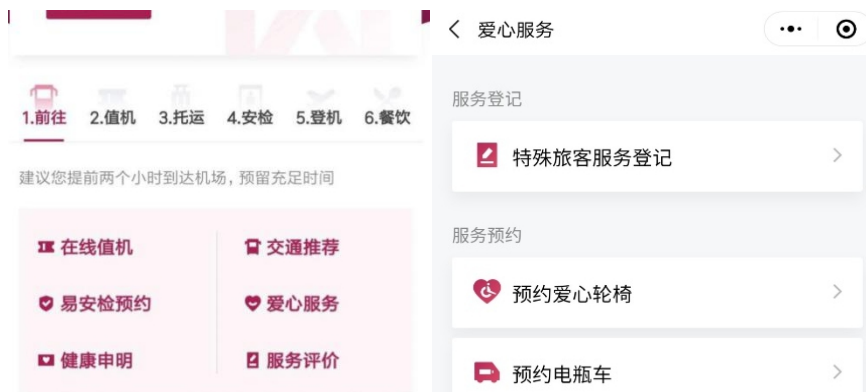 1.前往 2.值机 3.托运 4.安检 5.登机 6.餐饮
建议您提前两个小时到达机场，预留充足时间
在线值机 交通推荐
易安检预约 爱心服务
健康申明 服务评价
爱心服务
服务登记
特殊旅客服务登记
服务预约
预约爱心轮椅
预约电瓶车